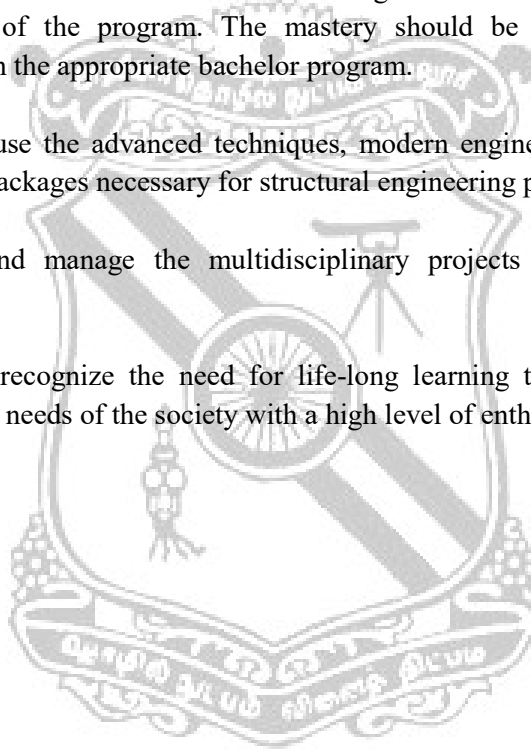 of the program. The mastery should be
the appropriate bachelor program.
use the advanced techniques, modern engine
ackages necessary for structural engineering p
nd manage the multidisciplinary projects
recognize the need for life-long learning t
needs of the society with a high level of enth